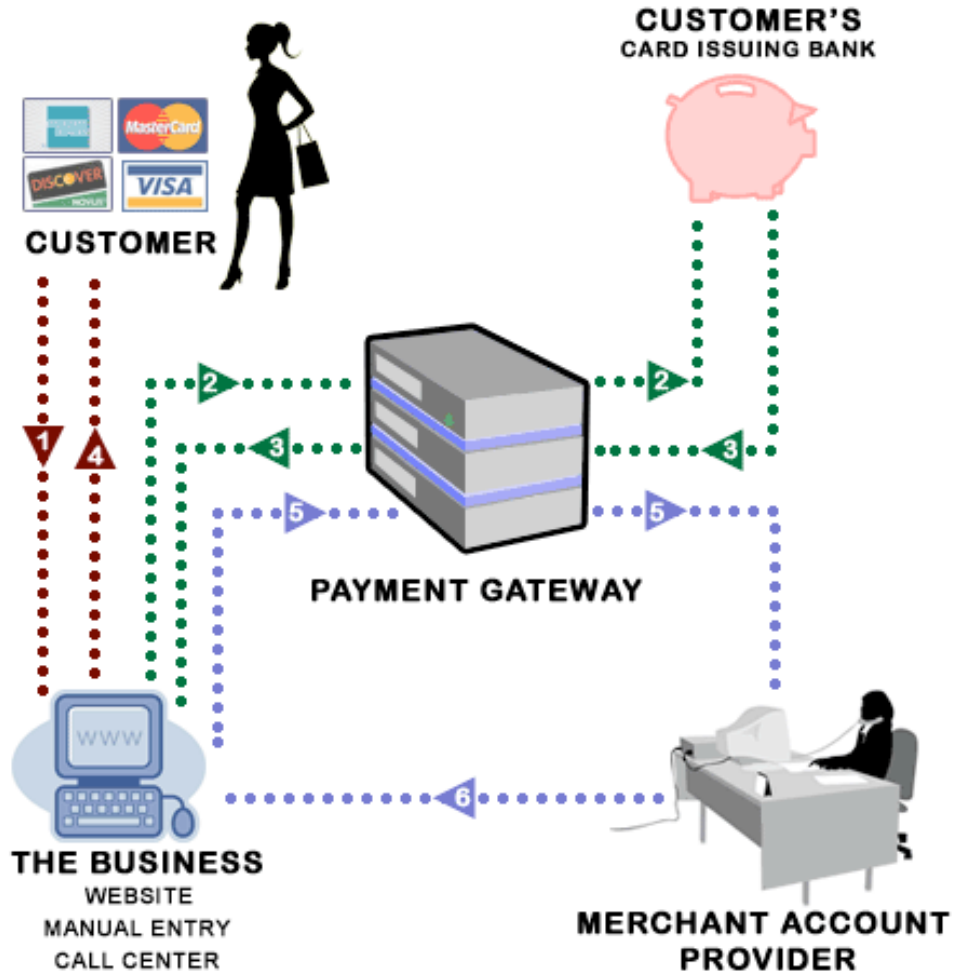 CUSTOMER'S
CARD ISSUING BANK
MasterCard
DISCOVER
NOVUS
VISA
CUSTOMER
2
2
3
3
1
4
5
5
PAYMENT GATEWAY
WWW
6
THE BUSINESS
WEBSITE
MANUAL ENTRY
CALL CENTER
MERCHANT ACCOUNT
PROVIDER